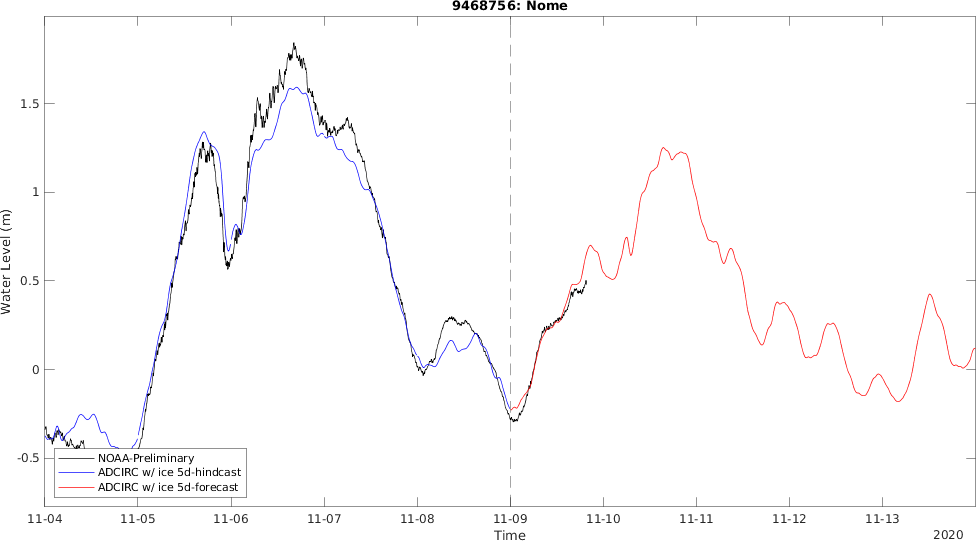 9468756: Nome
Water Level (m)
1.5
1
0.5
0
-0.5
NOAA-Preliminary
ADCIRC w/ ice 5d-hindcast
ADCIRC w/ ice 5d-forecast
11-04 11-05 11-06 11-07 11-08 11-09 11-10 11-11 11-12 11-13
Time
2020